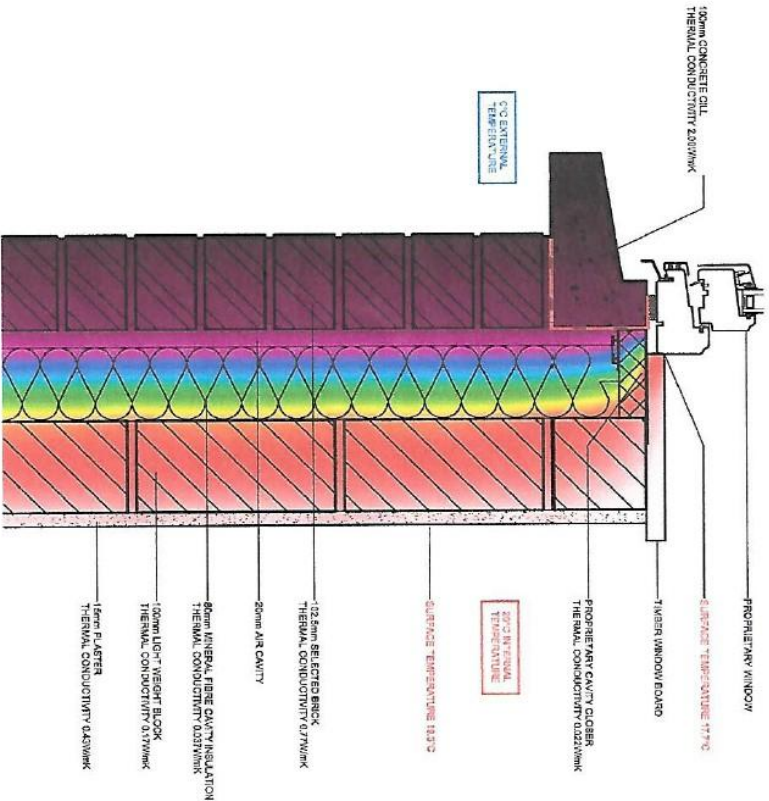 100mm CONCRETE CILL
THERMAL CONDUCTIVITY 2.00W/mK
0°C EXTERNAL
TEMPERATURE
PROPRIETARY WINDOW
SURFACE TEMPERATURE 17.7°C
TIMBER WINDOW BOARD
PROPRIETARY CAVITY CLOSER
THERMAL CONDUCTIVITY 0.022W/mK
20°C INTERNAL
TEMPERATURE
SURFACE TEMPERATURE
102.5mm SELECTED BRICK
THERMAL CONDUCTIVITY 0.77W/mK
20mm AIR CAVITY
80mm MINERAL FIBRE CAVITY INSULATION
THERMAL CONDUCTIVITY 0.037W/mK
100mm LIGHT WEIGHT BLOCK
THERMAL CONDUCTIVITY 0.17W/mK
15mm PLASTER
THERMAL CONDUCTIVITY 0.43W/mK